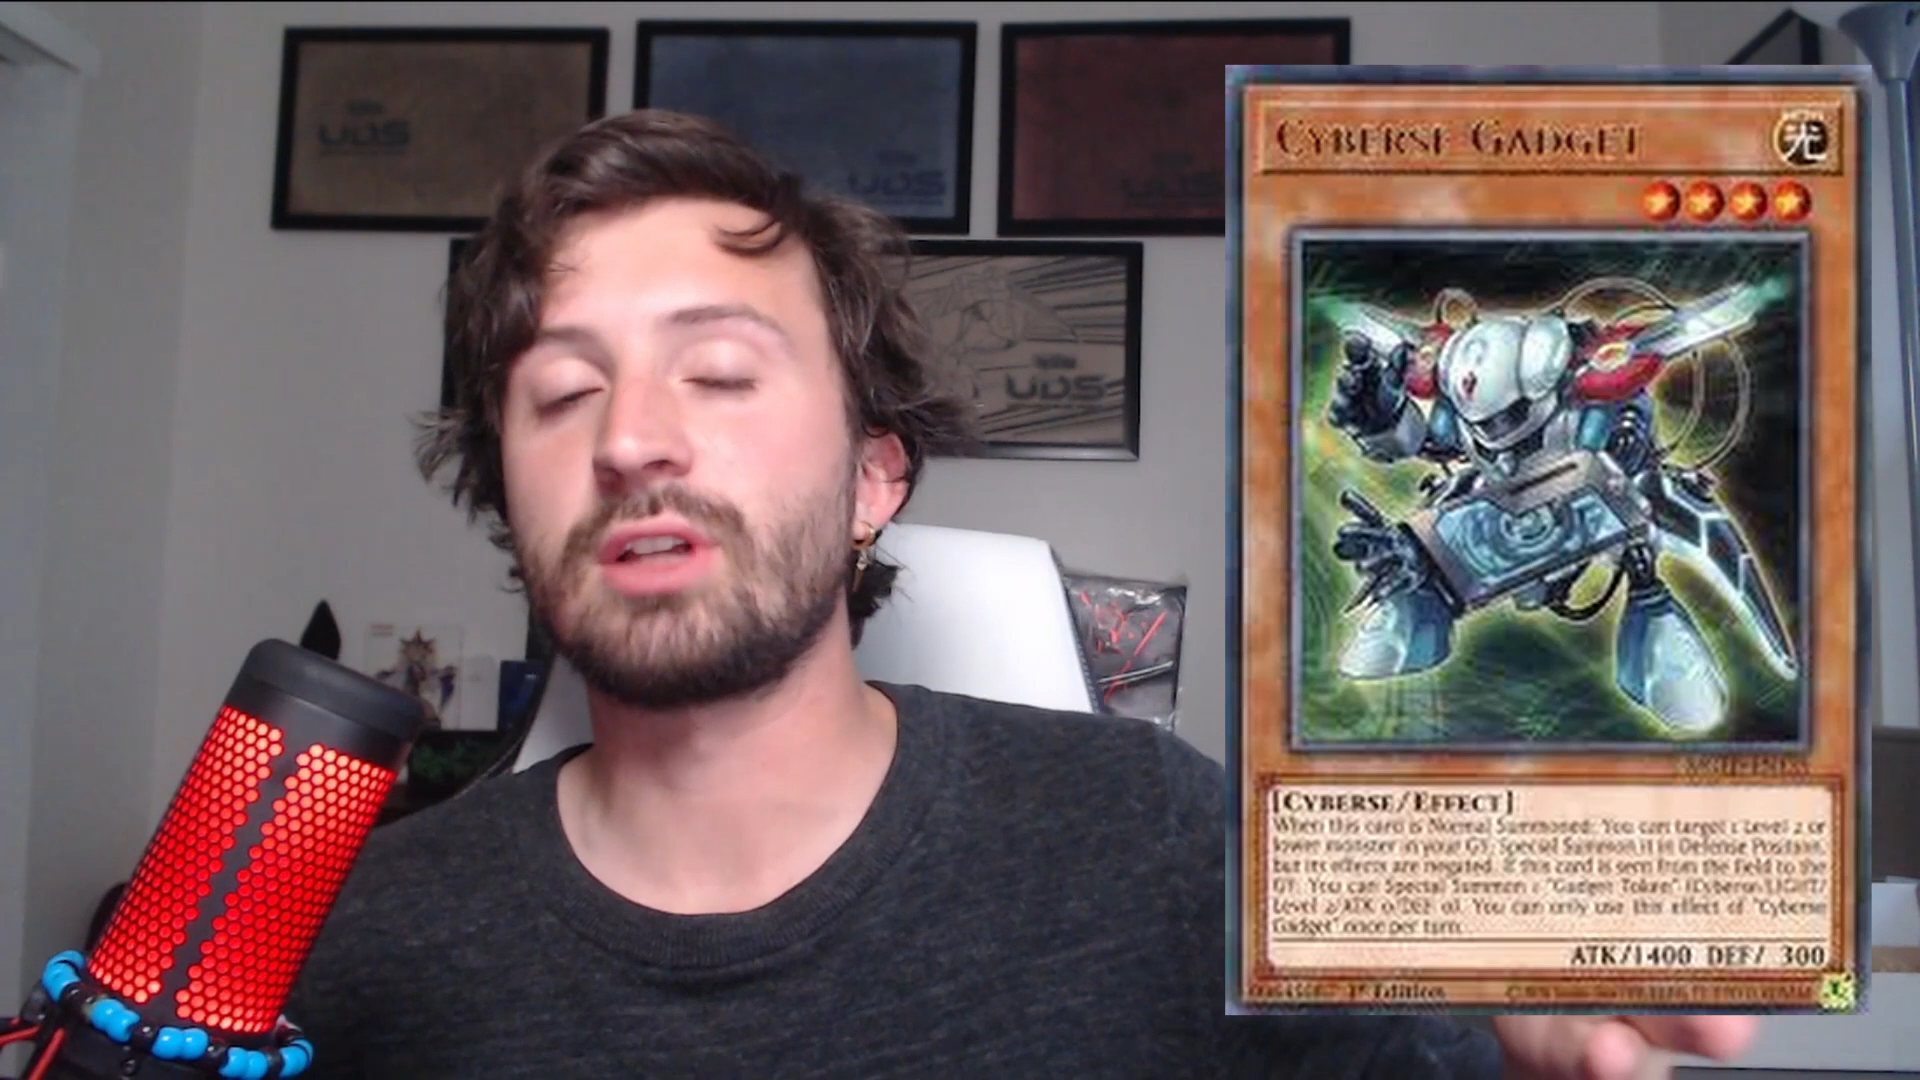 UDS
UDS
UDS
UDS
CYBERSE GADGET
光
[CYBERSE/EFFECT]
When this card is Normal Summoned: You can target 1 Level 2 or
lower monster in your GY; Special Summon it in Defense Position,
but its effects are negated. If this card is sent from the field to the
GY: You can Special Summon 1 "Gadget Token" (Cyberse/LIGHT/
Level 2/ATK 0/DEF 0). You can only use this effect of "Cyberse
Gadget" once per turn.
ATK/1400 DEF/ 300
1st Edition